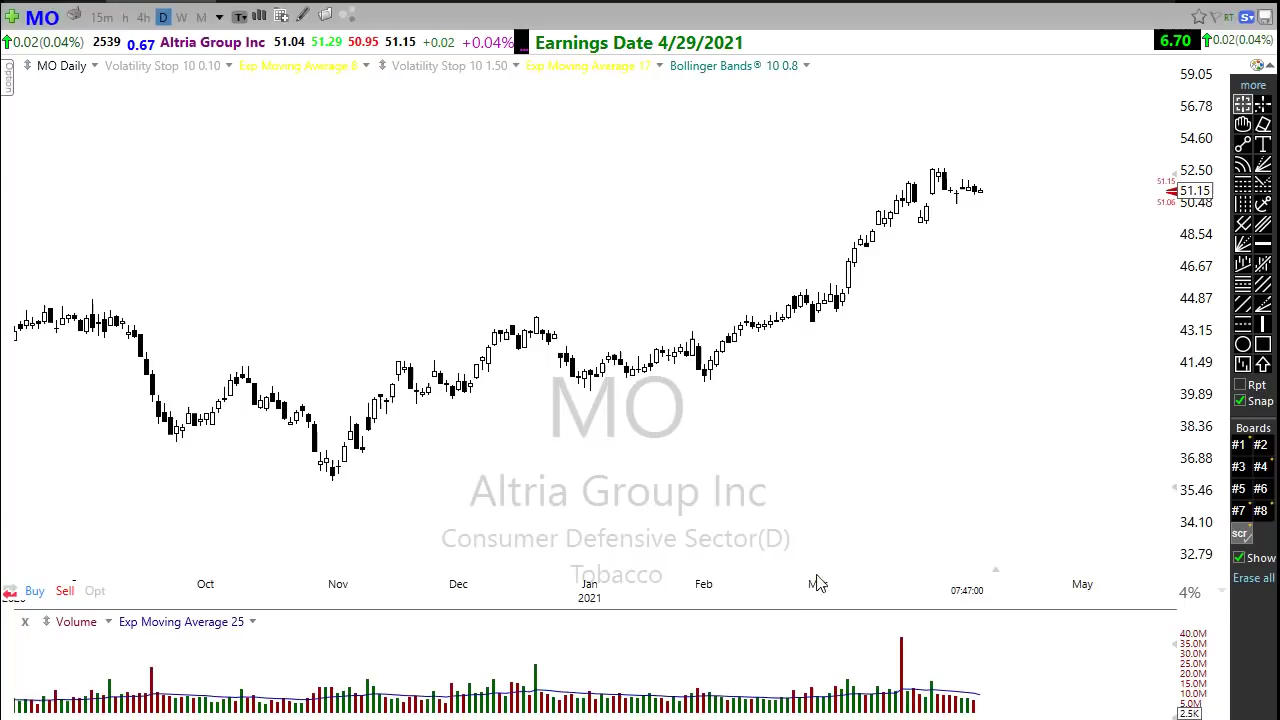 MO 15m h 4h D W M T
RT S
0.02(0.04%) 2539 0.67 Altria Group Inc 51.04 51.29 50.95 51.15 +0.02 +0.04% ... Earnings Date 4/29/2021 6.70 0.02(0.04%)
Option
MO Daily Volatility Stop 10 0.10 Exp Moving Average 8 Volatility Stop 10 1.50 Exp Moving Average 17 Bollinger Bands® 10 0.8
59.05
56.78
54.60
52.50
51.15
51.15
51.06
50.48
48.54
46.67
44.87
43.15
41.49
39.89
38.36
36.88
35.46
34.10
32.79
4%
MO
Altria Group Inc
Consumer Defensive Sector(D)
Tobacco
Oct Nov Dec Jan Feb May
2021 07:47:00
Buy Sell Opt
x Volume Exp Moving Average 25
40.0M
35.0M
30.0M
25.0M
20.0M
15.0M
10.0M
5.0M
2.5K
more
T
Rpt
Snap
Boards
#1 #2
#3 #4
#5 #6
#7 #8
scr
Show
Erase all